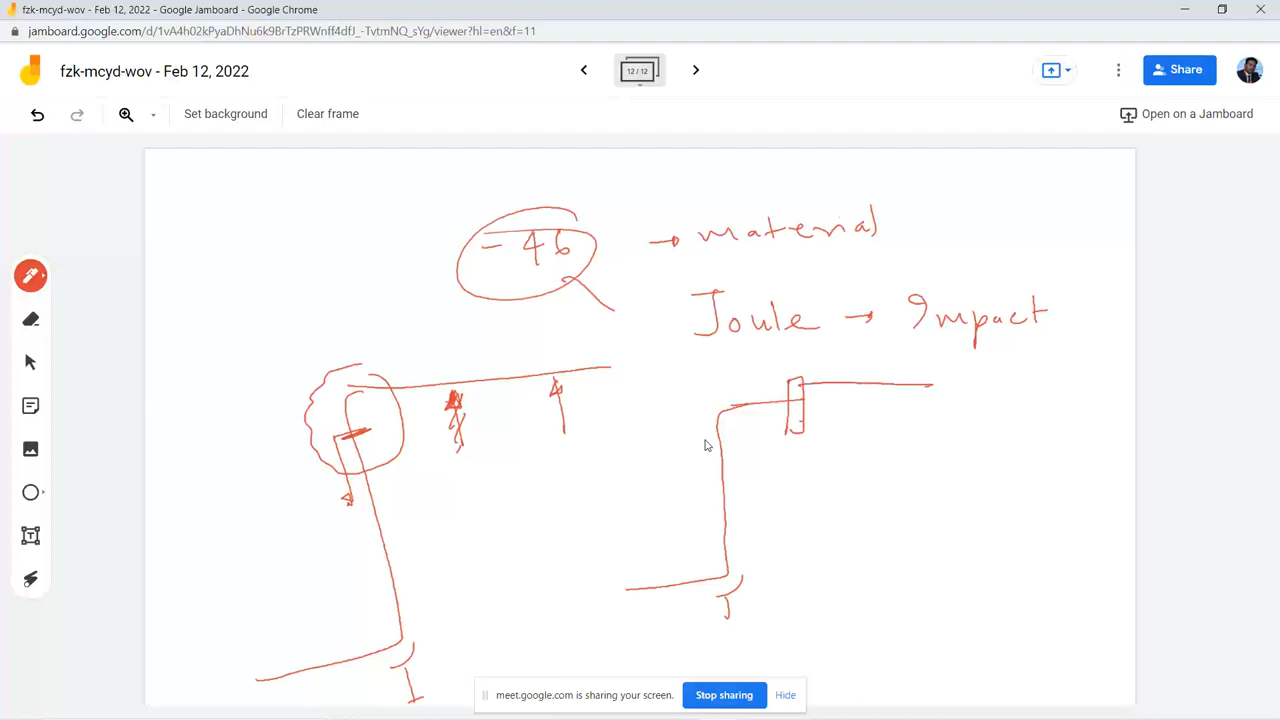 fzk-mcyd-wov - Feb 12, 2022 - Google Jamboard - Google Chrome
jamboard.google.com/d/1vA4h02kPyaDhNu6k9BrTzPRWnff4dfJ_-TvtmNQ_sYg/viewer?hl=en&f=11
fzk-mcyd-wov - Feb 12, 2022
12 / 12
Share
Set background
Clear frame
Open on a Jamboard
- 46 → material
Joule → Impact
meet.google.com is sharing your screen.
Stop sharing
Hide